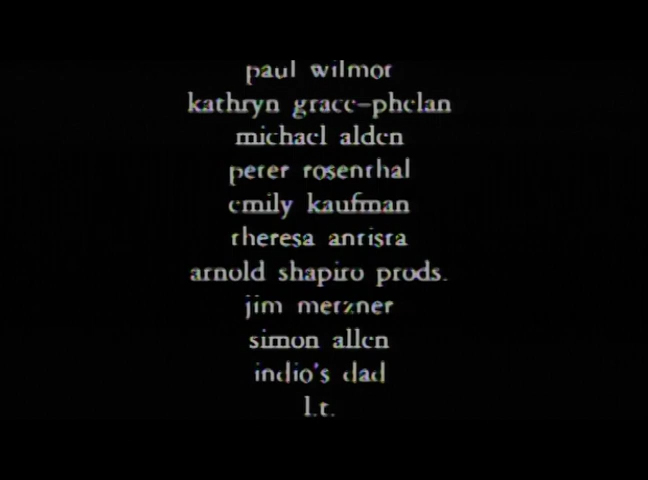 paul wilmot
kathryn grace-phelan
michael alden
peter rosenthal
emily kaufman
theresa antista
arnold shapiro prods.
jim metzner
simon allen
indio's dad
l.t.